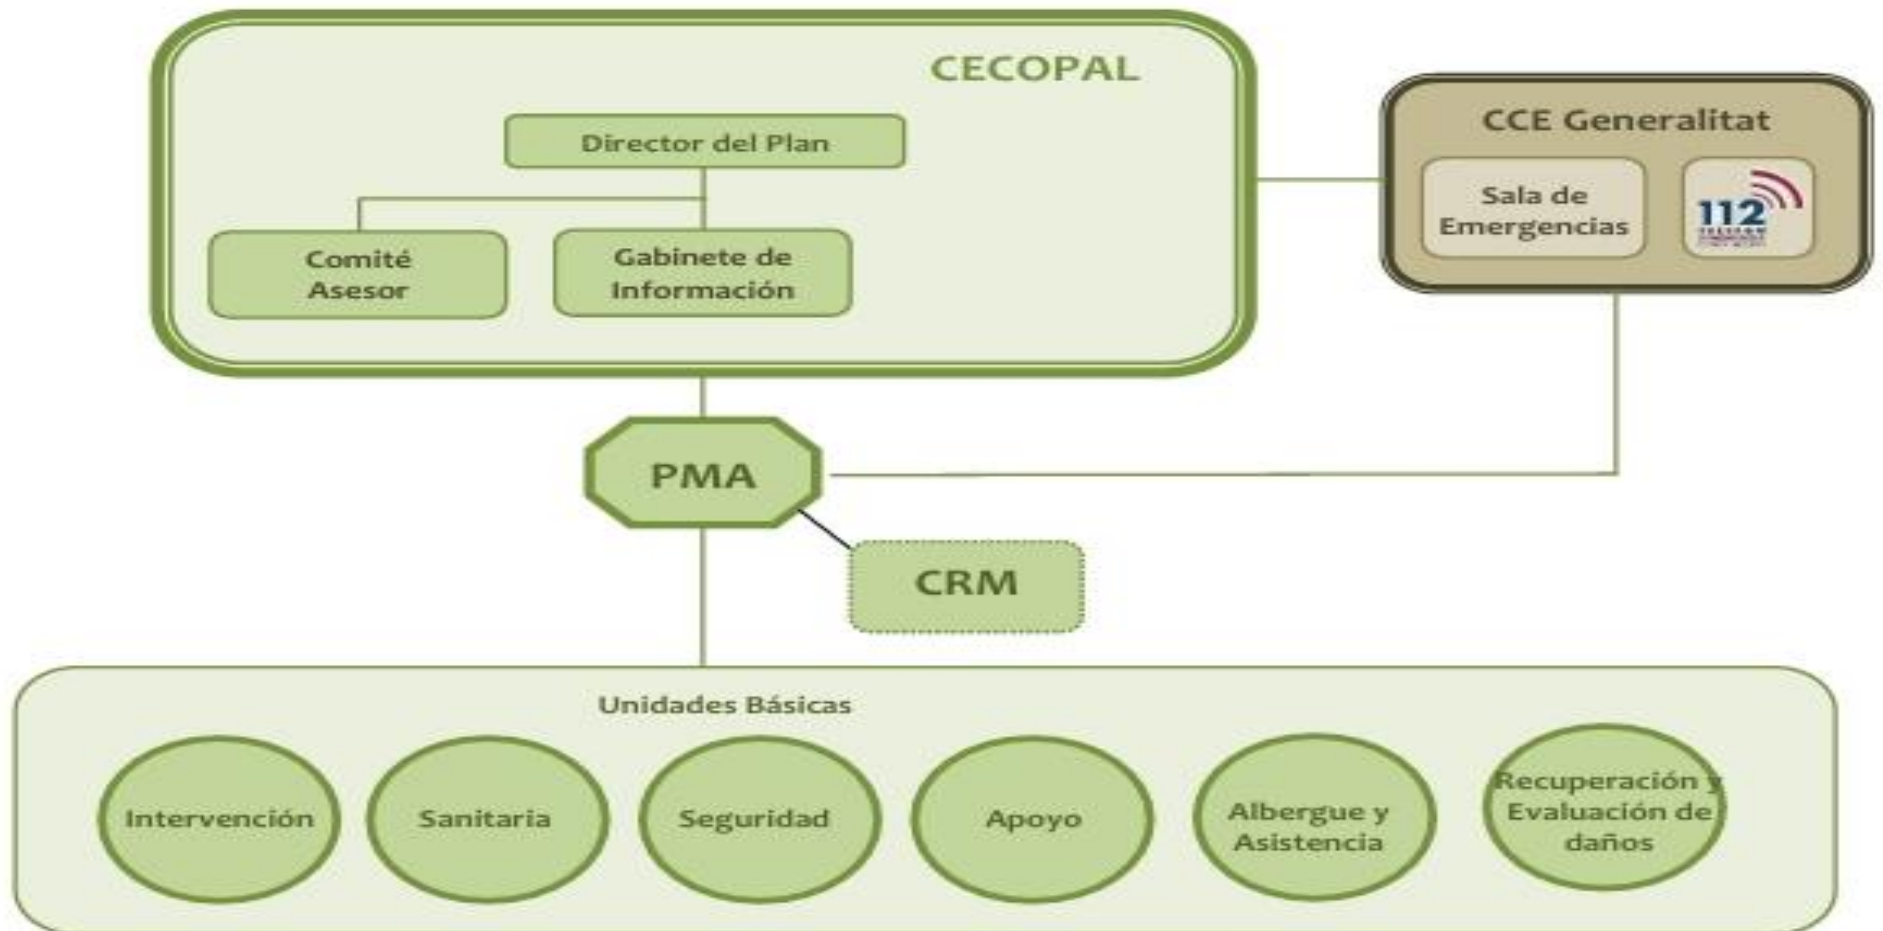 CECOPAL
Director del Plan
Comité
Asesor
Gabinete de
Información
CCE Generalitat
Sala de
Emergencias
112
PMA
CRM
Unidades Básicas
Intervención
Sanitaria
Seguridad
Apoyo
Albergue y
Asistencia
Recuperación y
Evaluación de
daños